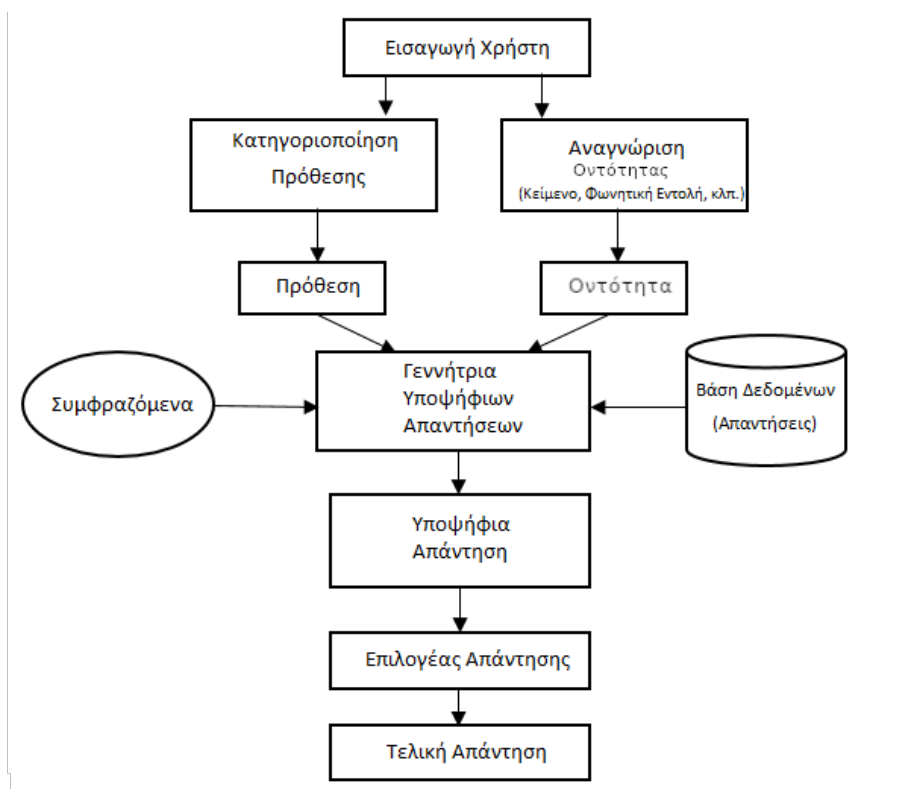 Εισαγωγή Χρήστη
Κατηγοριοποίηση
Πρόθεσης
Αναγνώριση
Οντότητας
(Κείμενο, Φωνητική Εντολή, κλπ.)
Πρόθεση
Οντότητα
Συμφραζόμενα
Γεννήτρια
Υποψήφιων
Απαντήσεων
Βάση Δεδομένων
(Απαντήσεις)
Υποψήφια
Απάντηση
Επιλογέας Απάντησης
Τελική Απάντηση